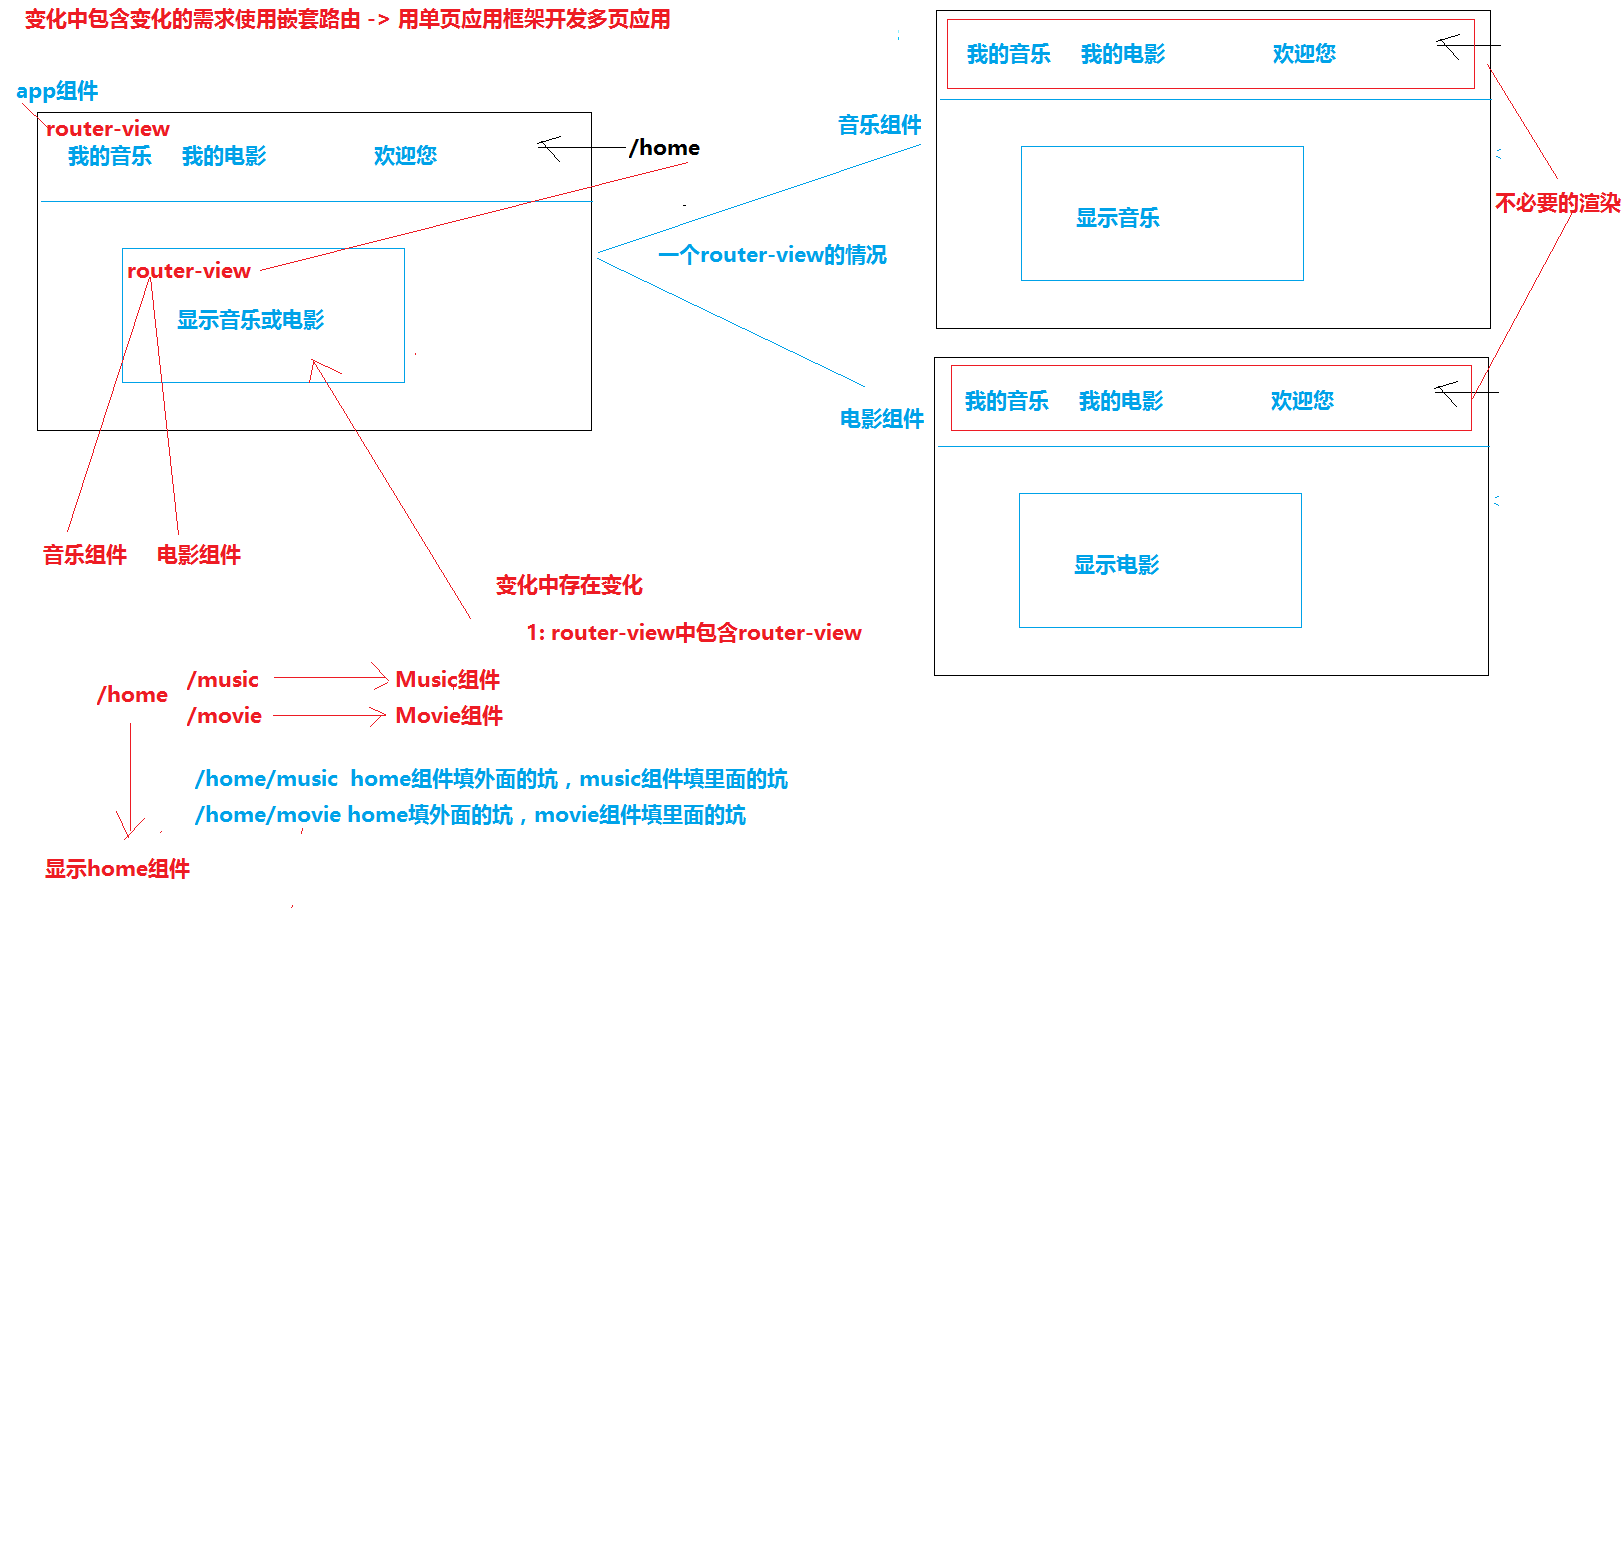 变化中包含变化的需求使用嵌套路由 -> 用单页应用框架开发多页应用
app组件
router-view
我的音乐 我的电影 欢迎您
/home
router-view
显示音乐或电影
音乐组件 电影组件
变化中存在变化
1: router-view中包含router-view
/home
/music Music组件
/movie Movie组件
/home/music home组件填外面的坑，music组件填里面的坑
/home/movie home填外面的坑，movie组件填里面的坑
显示home组件
一个router-view的情况
音乐组件
我的音乐 我的电影 欢迎您
显示音乐
不必要的渲染
电影组件
我的音乐 我的电影 欢迎您
显示电影